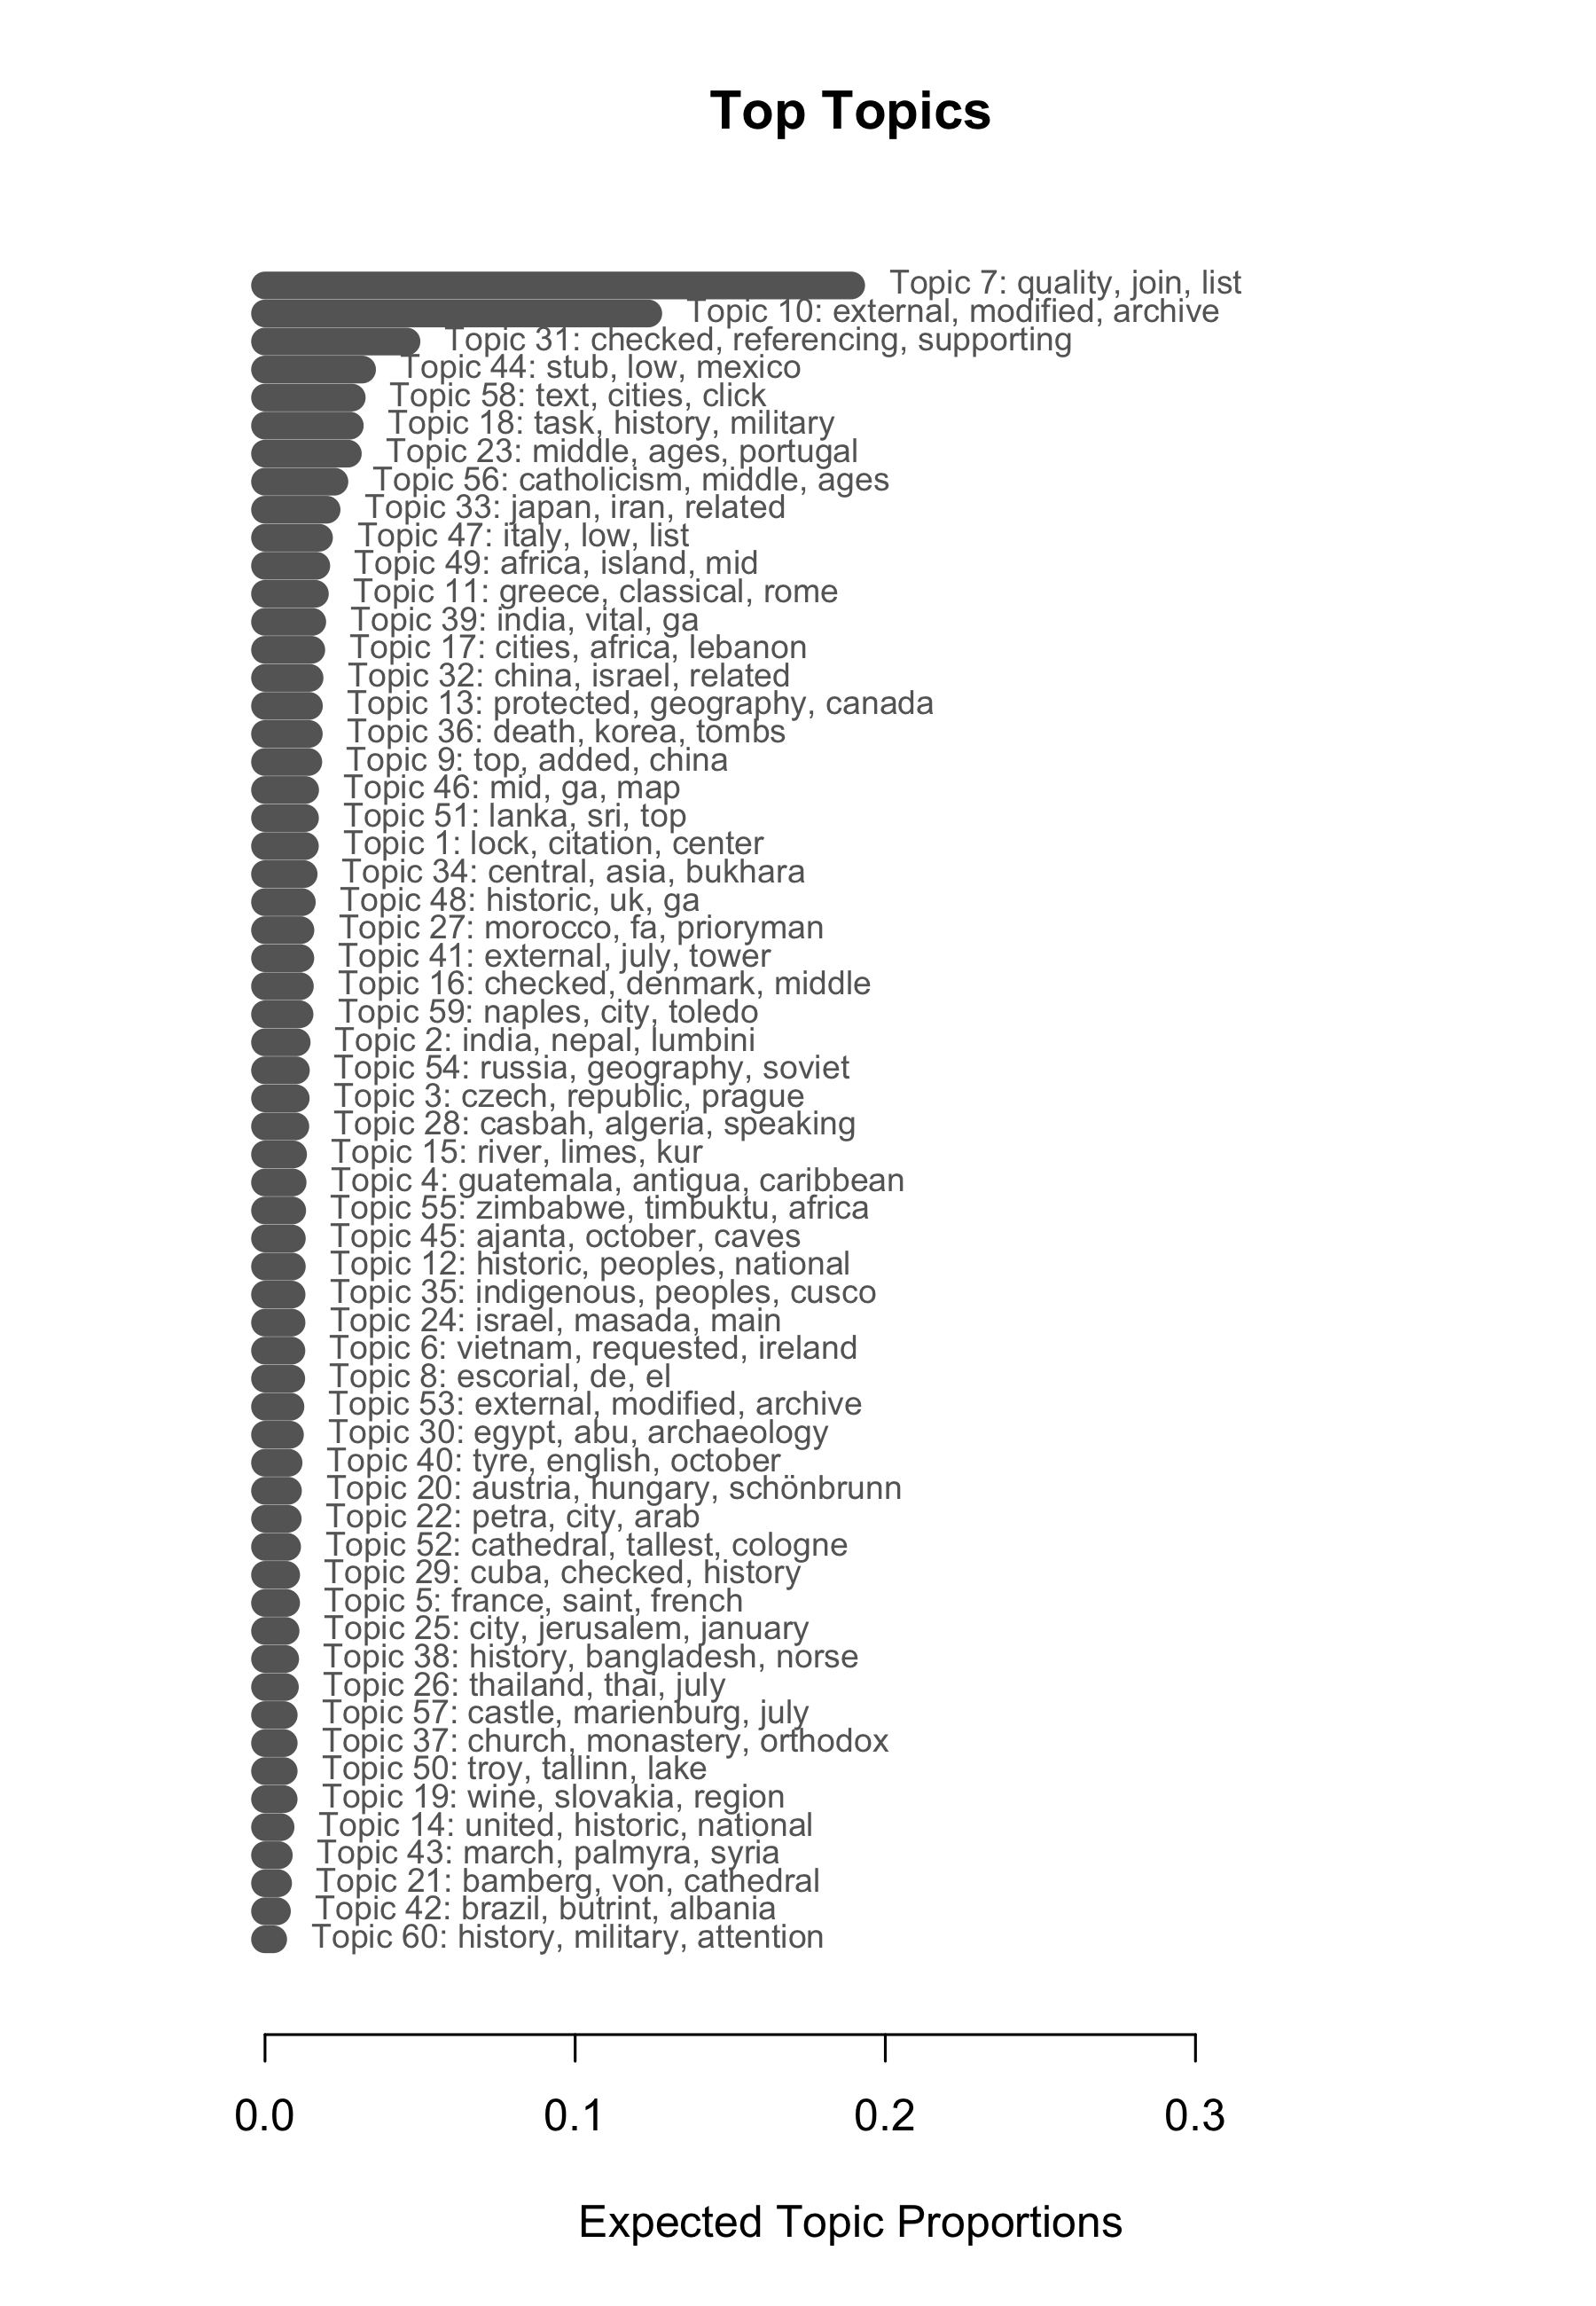 Top Topics
Topic 7: quality, join, list
Topic 10: external, modified, archive
Topic 31: checked, referencing, supporting
Topic 44: stub, low, mexico
Topic 58: text, cities, click
Topic 18: task, history, military
Topic 23: middle, ages, portugal
Topic 56: catholicism, middle, ages
Topic 33: japan, iran, related
Topic 47: italy, low, list
Topic 49: africa, island, mid
Topic 11: greece, classical, rome
Topic 39: india, vital, ga
Topic 17: cities, africa, lebanon
Topic 32: china, israel, related
Topic 13: protected, geography, canada
Topic 36: death, korea, tombs
Topic 9: top, added, china
Topic 46: mid, ga, map
Topic 51: lanka, sri, top
Topic 1: lock, citation, center
Topic 34: central, asia, bukhara
Topic 48: historic, uk, ga
Topic 27: morocco, fa, prioryman
Topic 41: external, july, tower
Topic 16: checked, denmark, middle
Topic 59: naples, city, toledo
Topic 2: india, nepal, lumbini
Topic 54: russia, geography, soviet
Topic 3: czech, republic, prague
Topic 28: casbah, algeria, speaking
Topic 15: river, limes, kur
Topic 4: guatemala, antigua, caribbean
Topic 55: zimbabwe, timbuktu, africa
Topic 45: ajanta, october, caves
Topic 12: historic, peoples, national
Topic 35: indigenous, peoples, cusco
Topic 24: israel, masada, main
Topic 6: vietnam, requested, ireland
Topic 8: escorial, de, el
Topic 53: external, modified, archive
Topic 30: egypt, abu, archaeology
Topic 40: tyre, english, october
Topic 20: austria, hungary, schönbrunn
Topic 22: petra, city, arab
Topic 52: cathedral, tallest, cologne
Topic 29: cuba, checked, history
Topic 5: france, saint, french
Topic 25: city, jerusalem, january
Topic 38: history, bangladesh, norse
Topic 26: thailand, thai, july
Topic 57: castle, marienburg, july
Topic 37: church, monastery, orthodox
Topic 50: troy, tallinn, lake
Topic 19: wine, slovakia, region
Topic 14: united, historic, national
Topic 43: march, palmyra, syria
Topic 21: bamberg, von, cathedral
Topic 42: brazil, butrint, albania
Topic 60: history, military, attention
0.0 0.1 0.2 0.3
Expected Topic Proportions